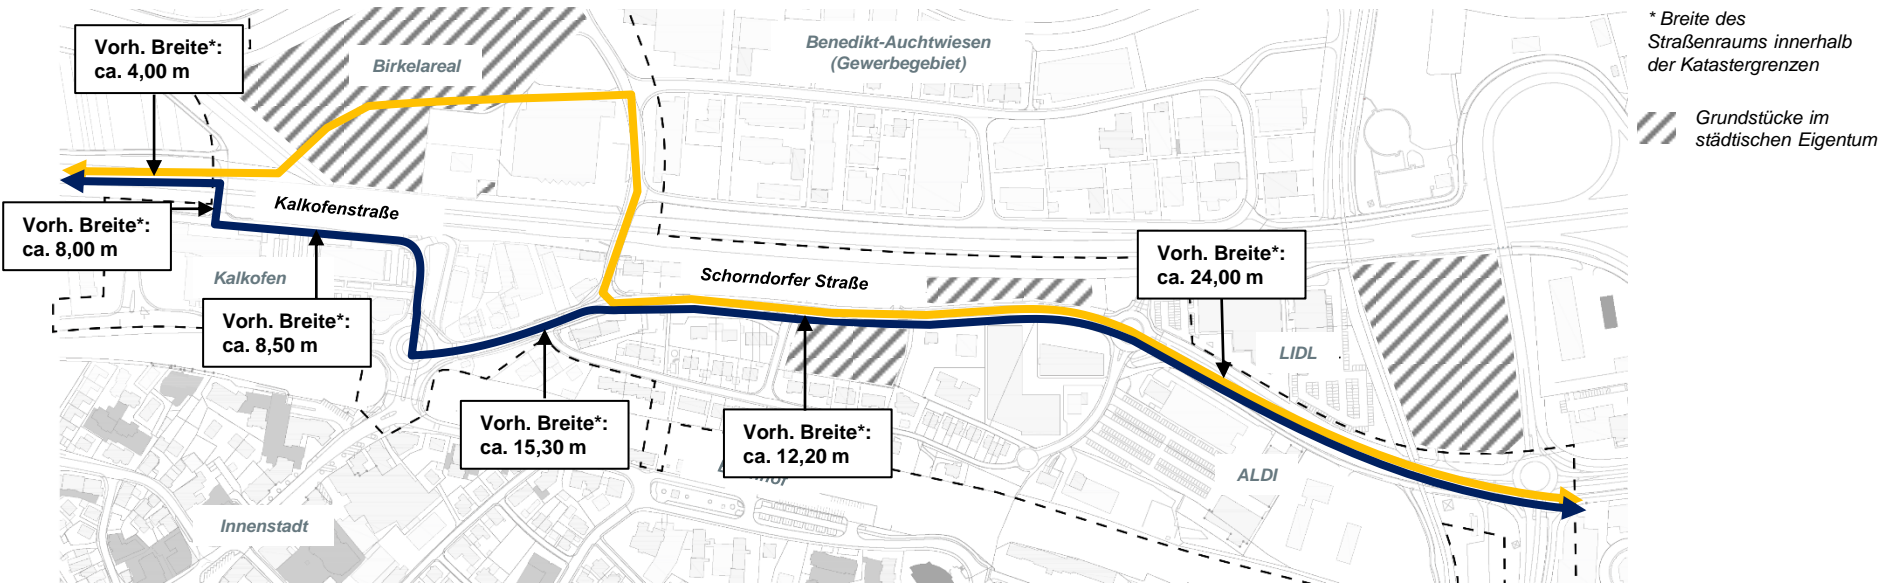 Vorh. Breite*:
ca. 4,00 m
Birkelareal
Benedikt-Auchtwiesen
(Gewerbegebiet)
* Breite des
Straßenraums innerhalb
der Katastergrenzen
Grundstücke im
städtischen Eigentum
Vorh. Breite*:
ca. 8,00 m
Kalkofenstraße
Kalkofen
Schorndorfer Straße
Vorh. Breite*:
ca. 24,00 m
Vorh. Breite*:
ca. 8,50 m
LIDL
Vorh. Breite*:
ca. 15,30 m
Vorh. Breite*:
ca. 12,20 m
ALDI
Innenstadt